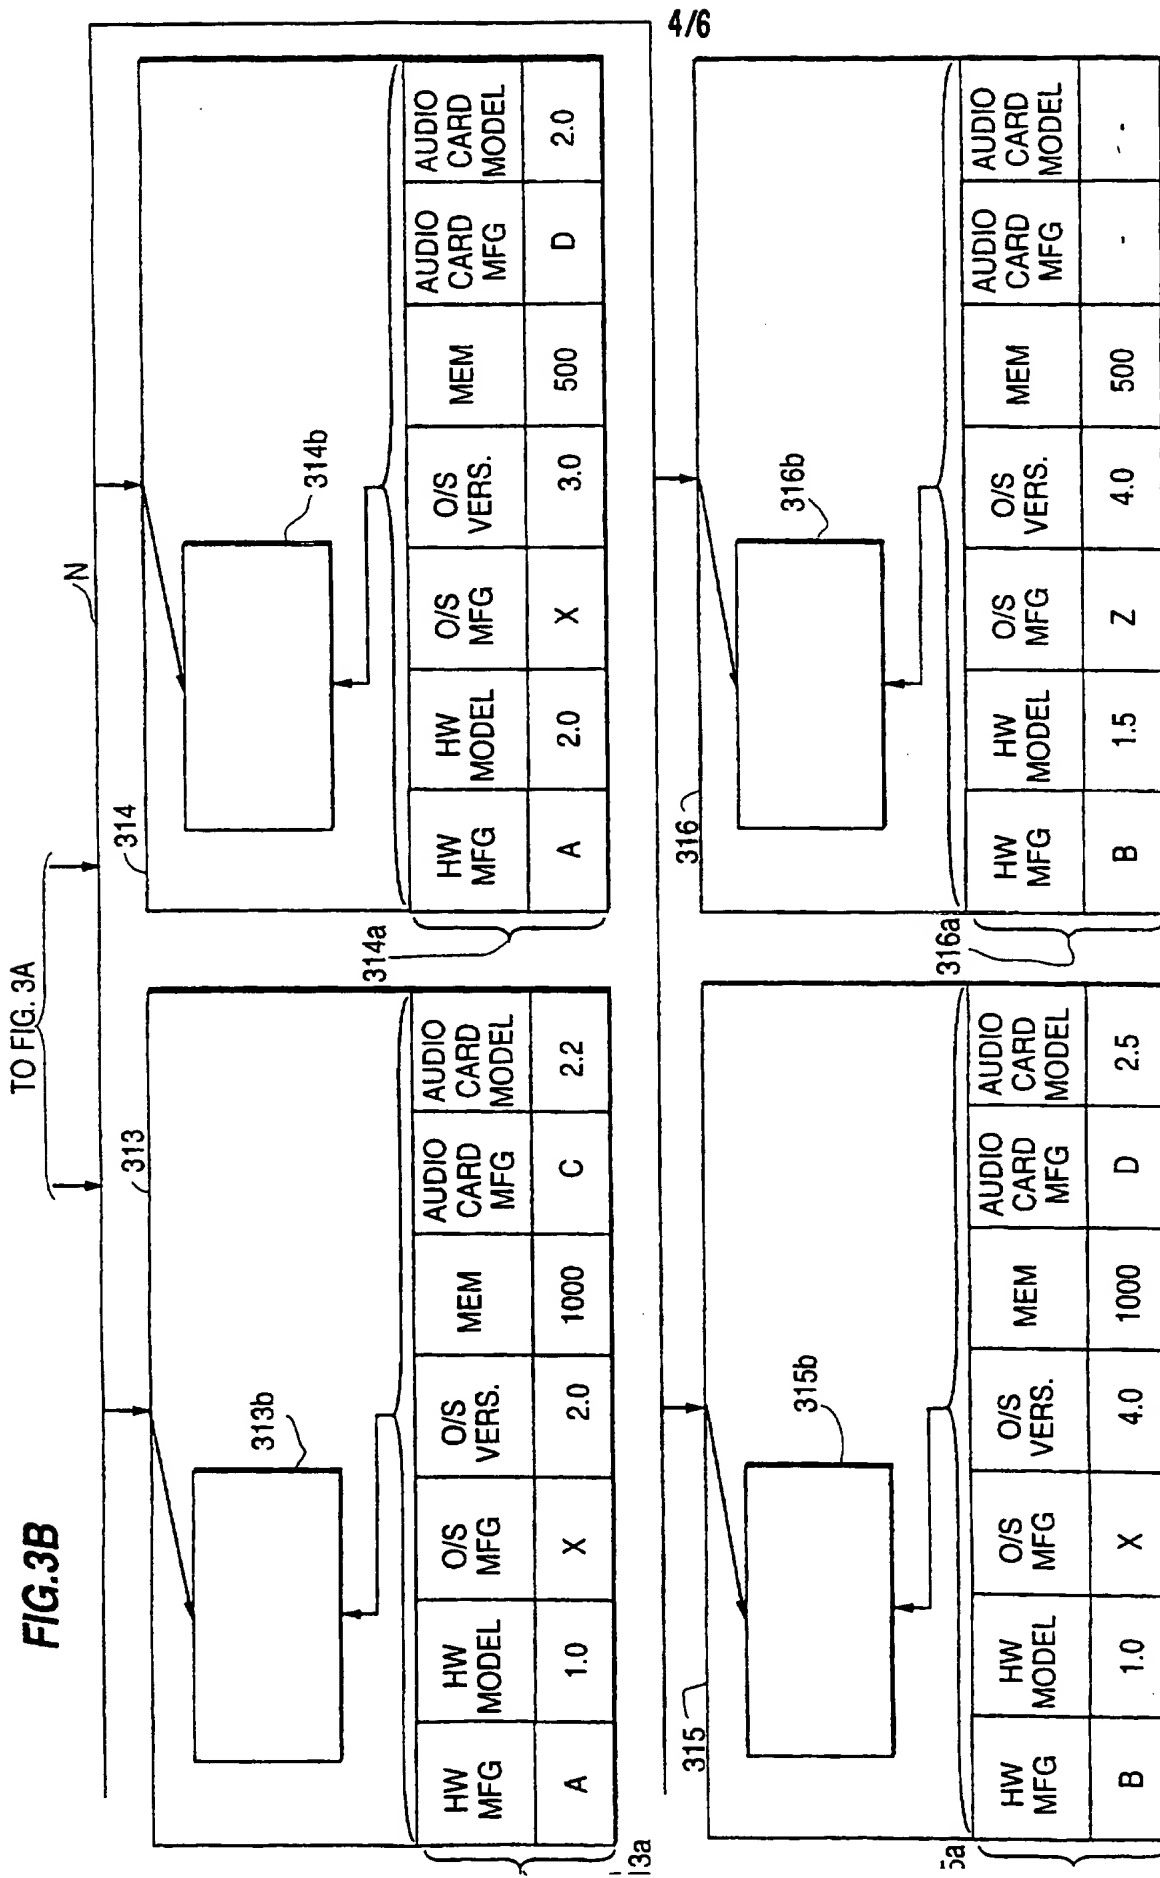 4/6
FIG.3B
TO FIG. 3A
N
313
313b
HW MFG
HW MODEL
O/S MFG
O/S VERS.
MEM
AUDIO CARD MFG
AUDIO CARD MODEL
A
1.0
X
2.0
1000
C
2.2
13a
314
314b
HW MFG
HW MODEL
O/S MFG
O/S VERS.
MEM
AUDIO CARD MFG
AUDIO CARD MODEL
A
2.0
X
3.0
500
D
2.0
314a
315
315b
HW MFG
HW MODEL
O/S MFG
O/S VERS.
MEM
AUDIO CARD MFG
AUDIO CARD MODEL
B
1.0
X
4.0
1000
D
2.5
5a
316
316b
HW MFG
HW MODEL
O/S MFG
O/S VERS.
MEM
AUDIO CARD MFG
AUDIO CARD MODEL
B
1.5
Z
4.0
500
-
- -
316a